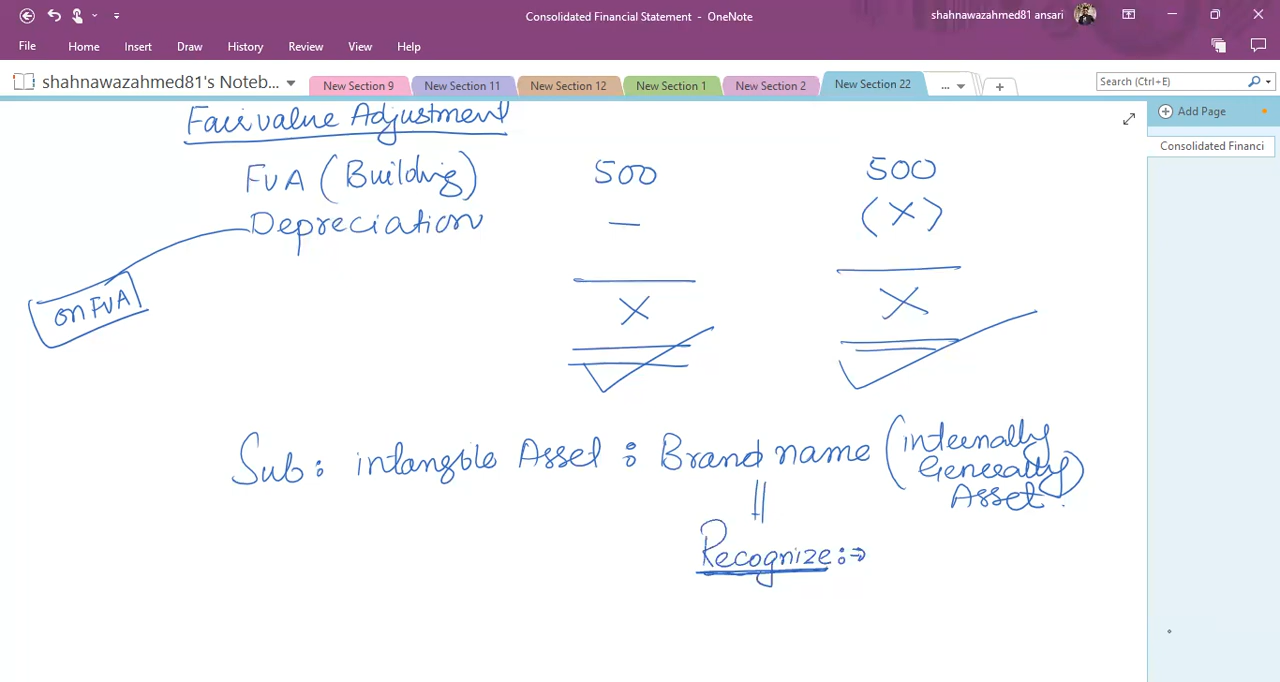 Consolidated Financial Statement - OneNote
shahnawazahmed81 ansari
File Home Insert Draw History Review View Help
shahnawazahmed81's Noteb... New Section 9 New Section 11 New Section 12 New Section 1 New Section 2 New Section 22 ... + Search (Ctrl+E)
Add Page
Consolidated Financi
Fairvalue Adjustment
FVA (Building) 500 500
Depreciation — (X)
on FVA
X X
Sub: intangible Asset : Brand name (internally
Generally
Asset.
Recognize:→